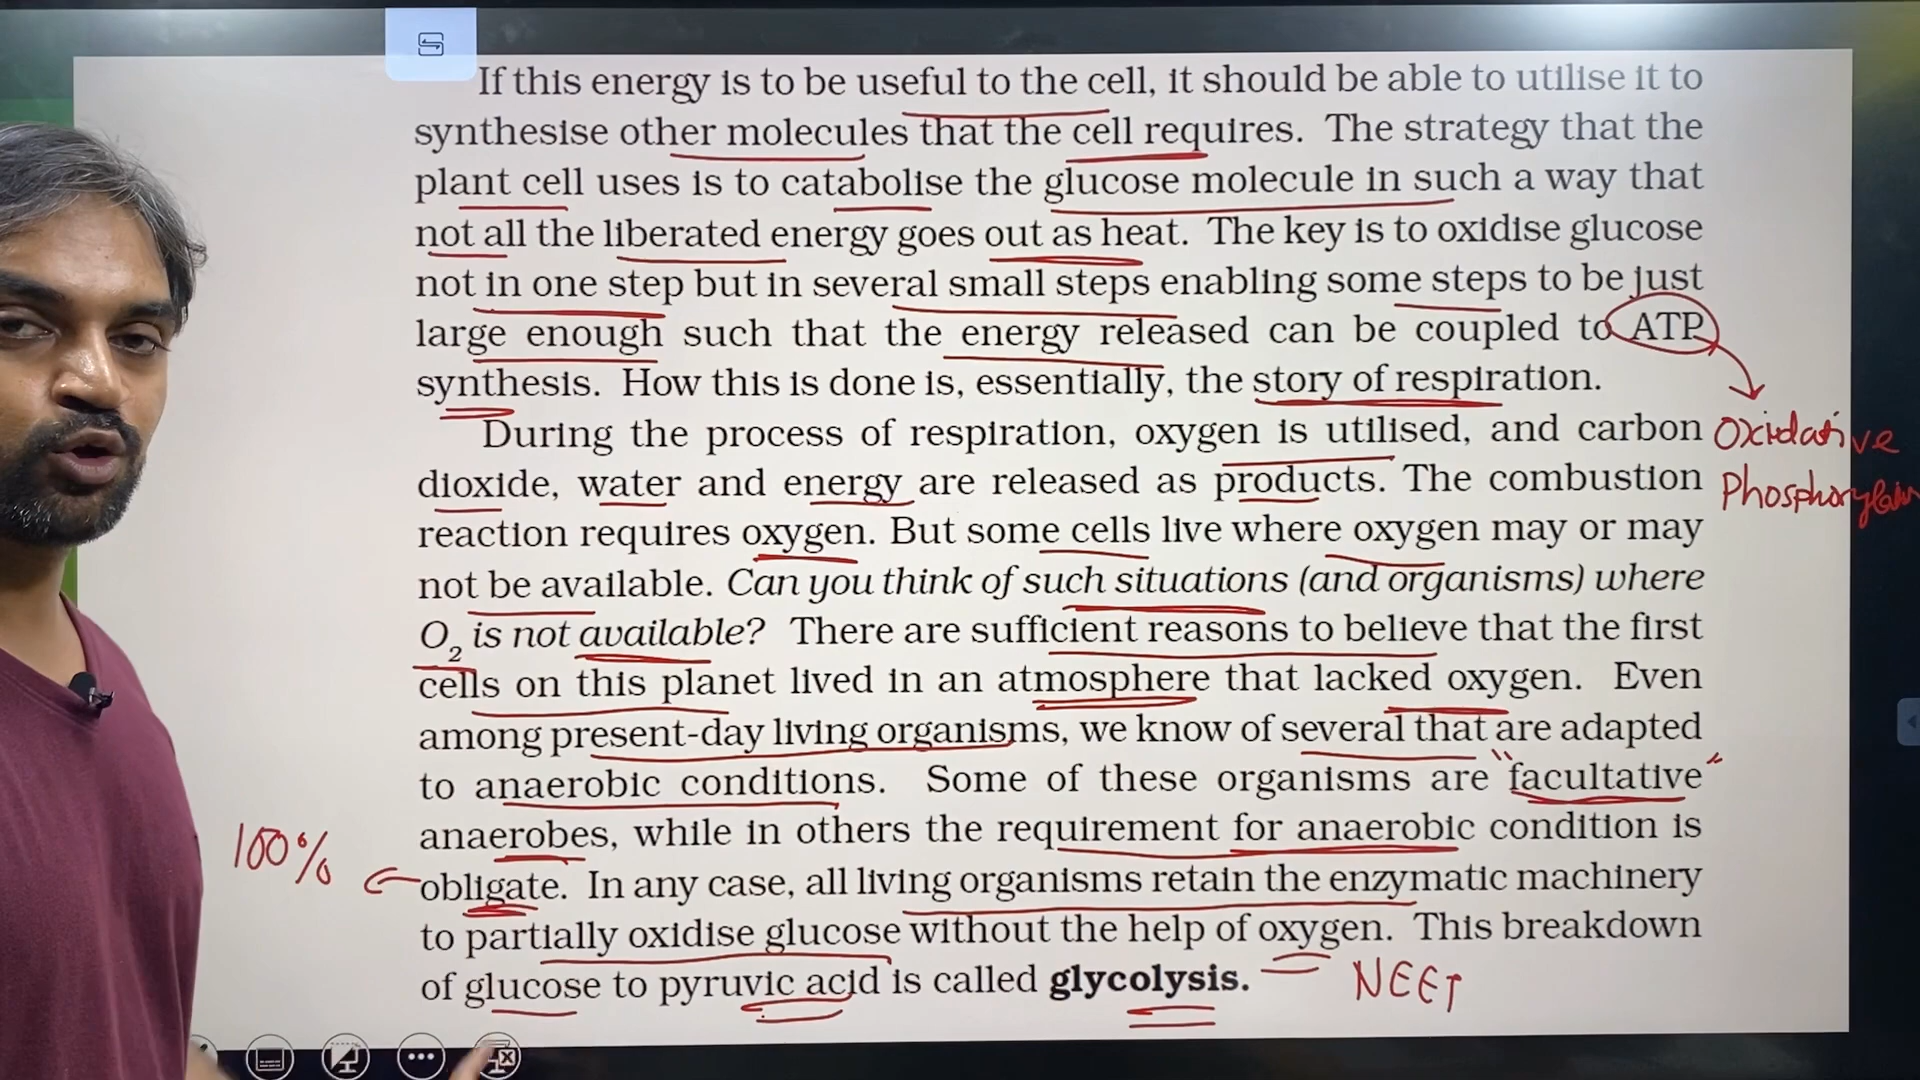 If this energy is to be useful to the cell, it should be able to utilise it to
synthesise other molecules that the cell requires. The strategy that the
plant cell uses is to catabolise the glucose molecule in such a way that
not all the liberated energy goes out as heat. The key is to oxidise glucose
not in one step but in several small steps enabling some steps to be just
large enough such that the energy released can be coupled to ATP
synthesis. How this is done is, essentially, the story of respiration.
During the process of respiration, oxygen is utilised, and carbon
Oxidative
dioxide, water and energy are released as products. The combustion
Phosphorylation
reaction requires oxygen. But some cells live where oxygen may or may
not be available. Can you think of such situations (and organisms) where
O₂ is not available? There are sufficient reasons to believe that the first
cells on this planet lived in an atmosphere that lacked oxygen. Even
among present-day living organisms, we know of several that are adapted
to anaerobic conditions. Some of these organisms are "facultative"
anaerobes, while in others the requirement for anaerobic condition is
100%
obligate. In any case, all living organisms retain the enzymatic machinery
to partially oxidise glucose without the help of oxygen. This breakdown
of glucose to pyruvic acid is called glycolysis.
NEET